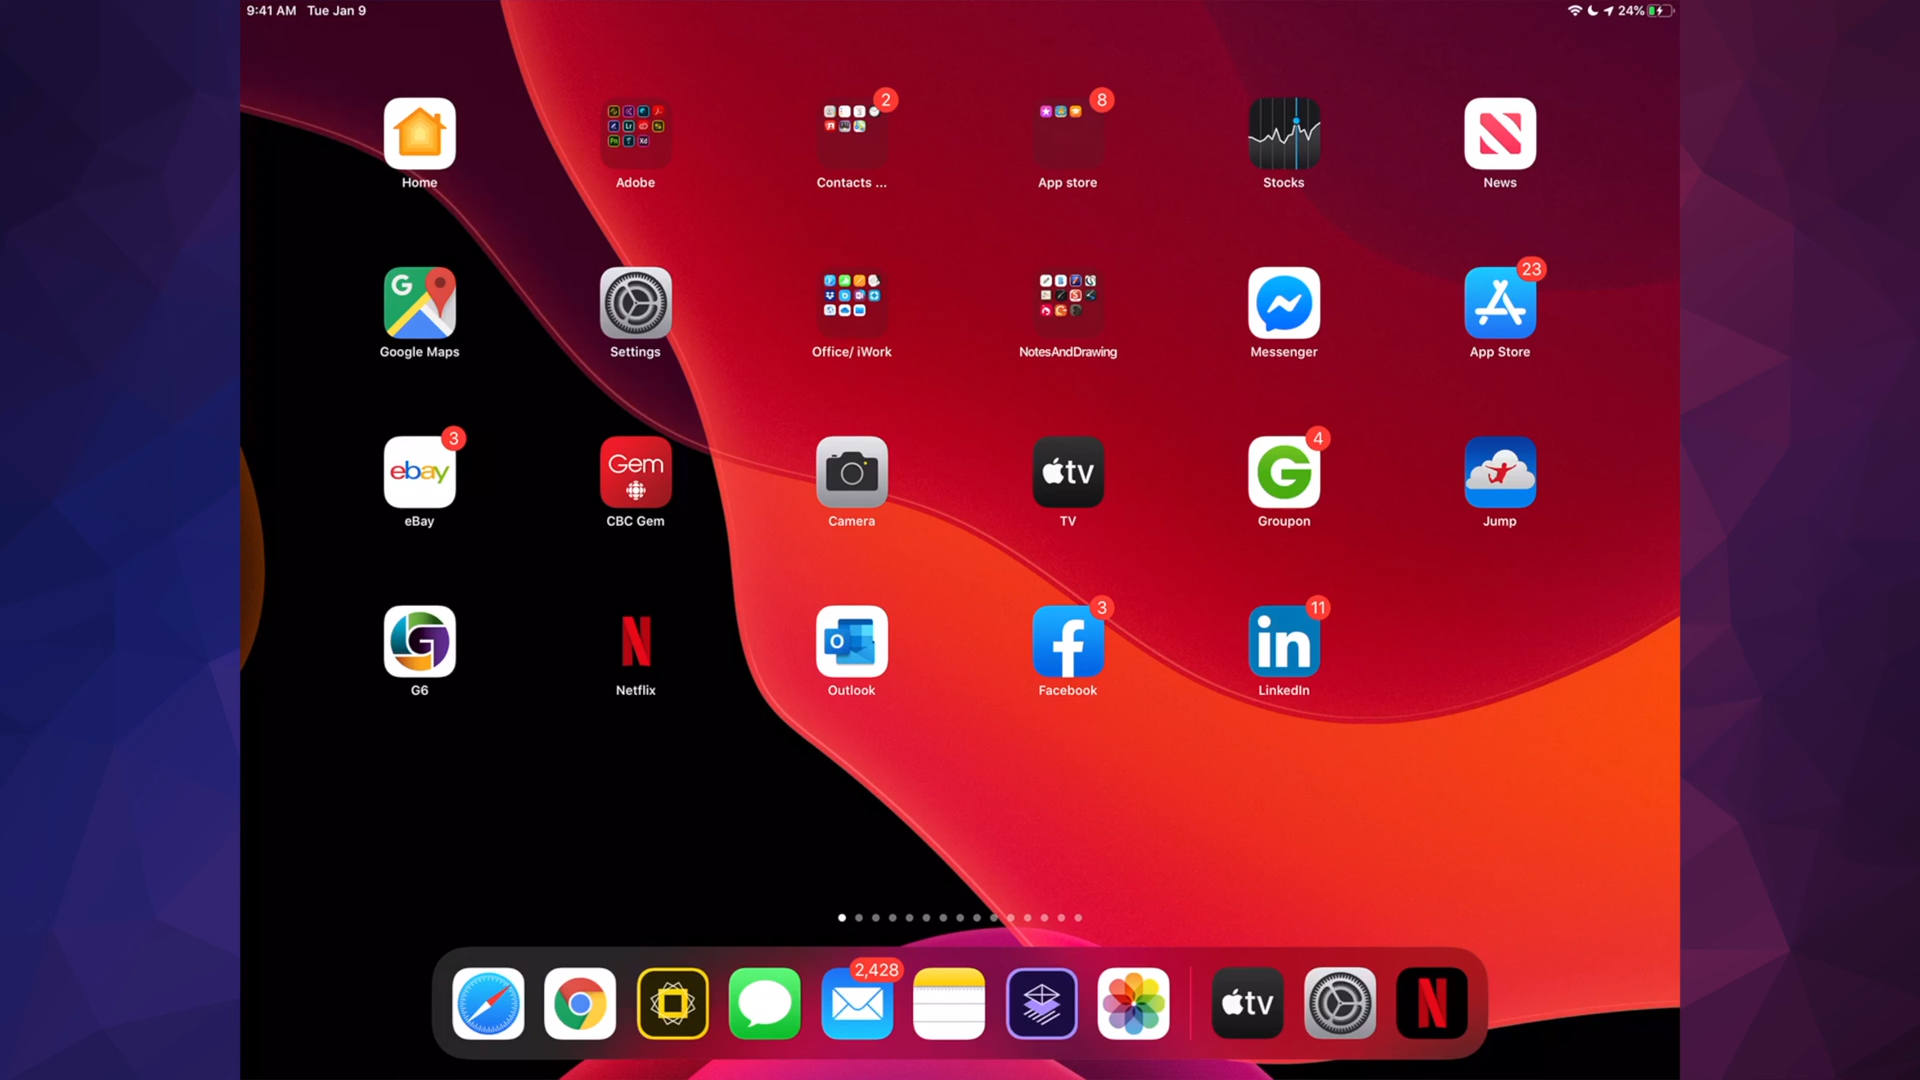 9:41 AM Tue Jan 9
24%
2
8
Home
Adobe
Contacts ...
App store
Stocks
News
G
23
Google Maps
Settings
Office/ iWork
NotesAndDrawing
Messenger
App Store
3
4
ebay
Gem
tv
G
eBay
CBC Gem
Camera
TV
Groupon
Jump
3
11
G
N
O
f
in
G6
Netflix
Outlook
Facebook
LinkedIn
2,428
tv
N